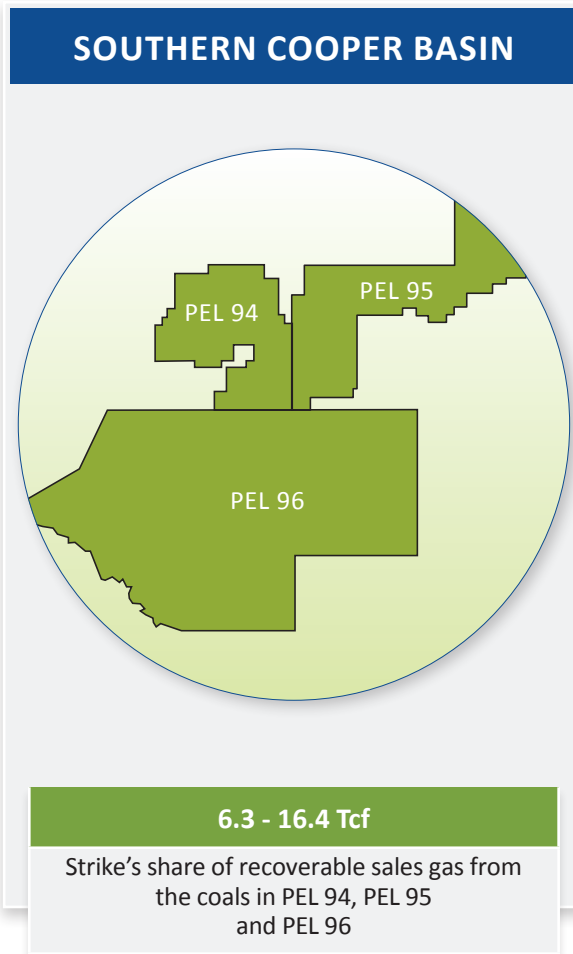 SOUTHERN COOPER BASIN
PEL 95
PEL 94
PEL 96
6.3 - 16.4 Tcf
Strike’s share of recoverable sales gas from
the coals in PEL 94, PEL 95
and PEL 96